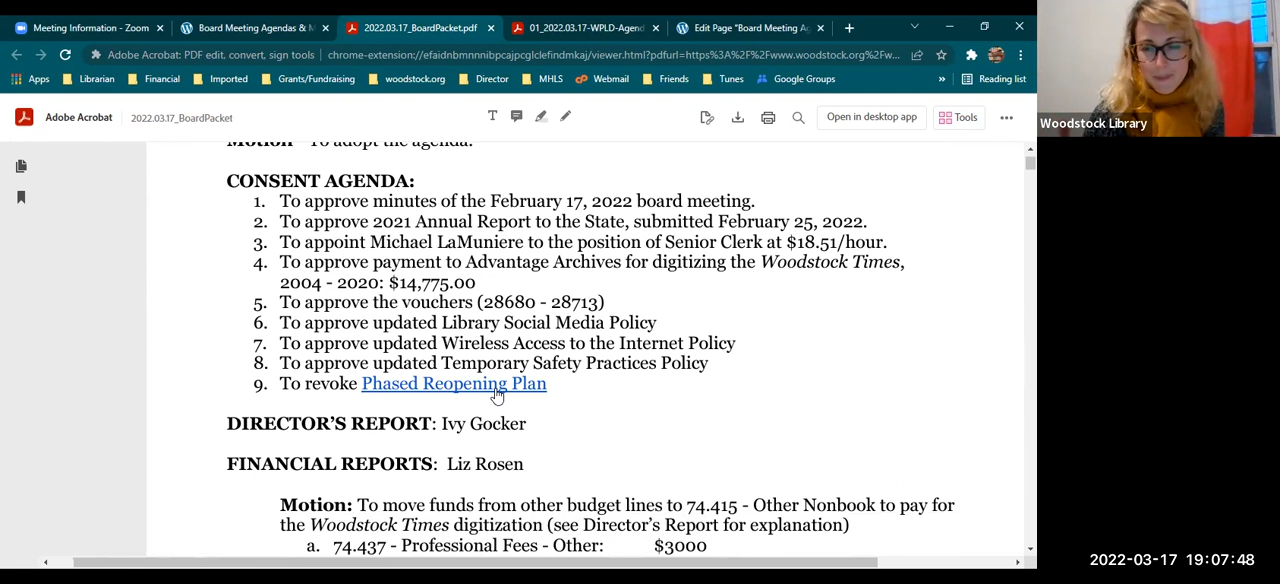 Meeting Information - Zoom
Board Meeting Agendas & M
2022.03.17_BoardPacket.pdf
01_2022.03.17-WPLD-Agend
Edit Page "Board Meeting Ag
Adobe Acrobat: PDF edit, convert, sign tools
chrome-extension://efaidnbmnnnibpcajpcglclefindmkaj/viewer.html?pdfurl=https%3A%2F%2Fwww.woodstock.org%2Fw...
Apps
Librarian
Financial
Imported
Grants/Fundraising
woodstock.org
Director
MHLS
Webmail
Friends
Tunes
Google Groups
»
Reading list
Adobe Acrobat
2022.03.17_BoardPacket
Open in desktop app
Tools
Woodstock Library
Motion - To adopt the agenda.
CONSENT AGENDA:
1. To approve minutes of the February 17, 2022 board meeting.
2. To approve 2021 Annual Report to the State, submitted February 25, 2022.
3. To appoint Michael LaMuniere to the position of Senior Clerk at $18.51/hour.
4. To approve payment to Advantage Archives for digitizing the Woodstock Times,
2004 - 2020: $14,775.00
5. To approve the vouchers (28680 - 28713)
6. To approve updated Library Social Media Policy
7. To approve updated Wireless Access to the Internet Policy
8. To approve updated Temporary Safety Practices Policy
9. To revoke Phased Reopening Plan
DIRECTOR'S REPORT: Ivy Gocker
FINANCIAL REPORTS: Liz Rosen
Motion: To move funds from other budget lines to 74.415 - Other Nonbook to pay for
the Woodstock Times digitization (see Director's Report for explanation)
a. 74.437 - Professional Fees - Other: $3000
2022-03-17 19:07:48